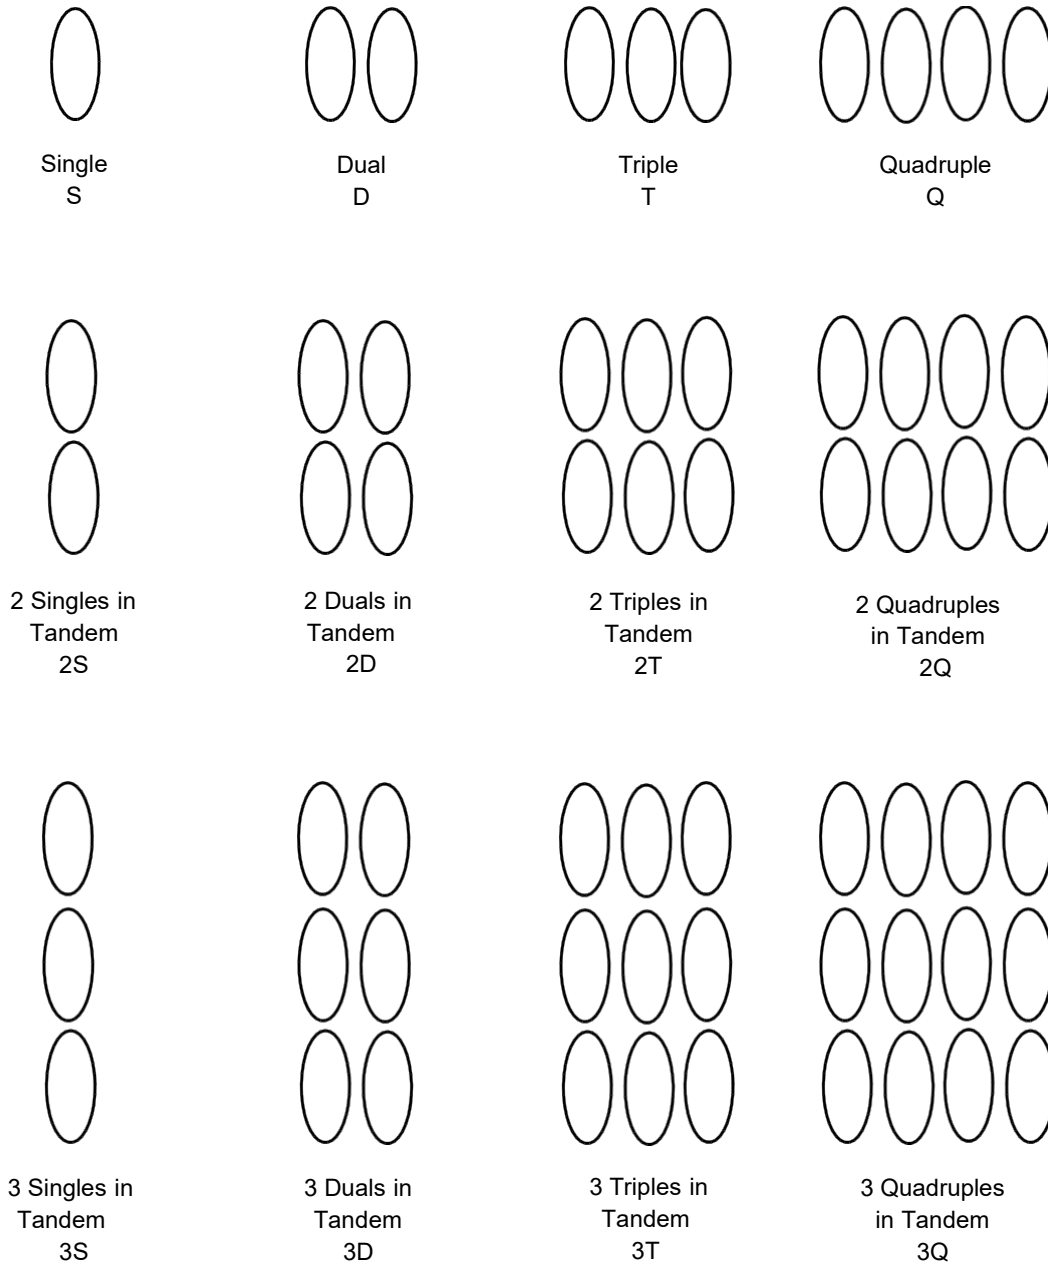 Single
S
Dual
D
Triple
T
Quadruple
Q
2 Singles in
Tandem
2S
2 Duals in
Tandem
2D
2 Triples in
Tandem
2T
2 Quadruples
in Tandem
2Q
3 Singles in
Tandem
3S
3 Duals in
Tandem
3D
3 Triples in
Tandem
3T
3 Quadruples
in Tandem
3Q